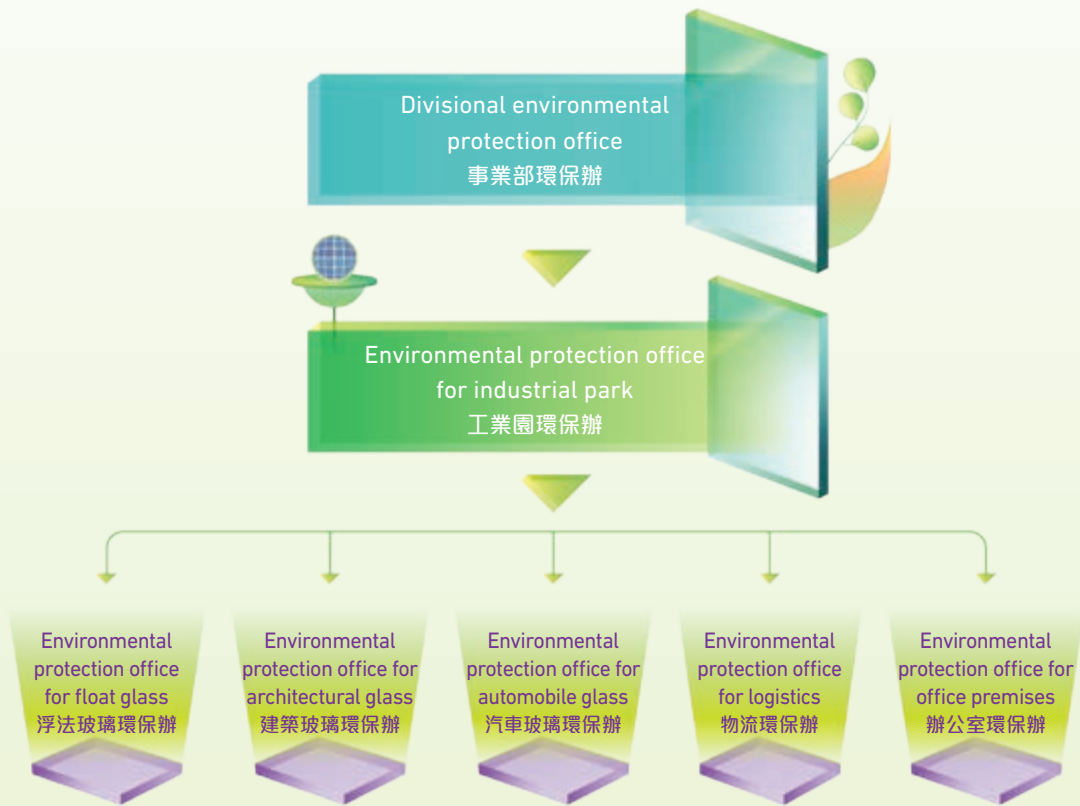 Divisional environmental
protection office
事業部環保辦
Environmental protection office
for industrial park
工業園環保辦
Environmental
protection office
for float glass
浮法玻璃環保辦
Environmental
protection office for
architectural glass
建築玻璃環保辦
Environmental
protection office for
automobile glass
汽車玻璃環保辦
Environmental
protection office
for logistics
物流環保辦
Environmental
protection office for
office premises
辦公室環保辦